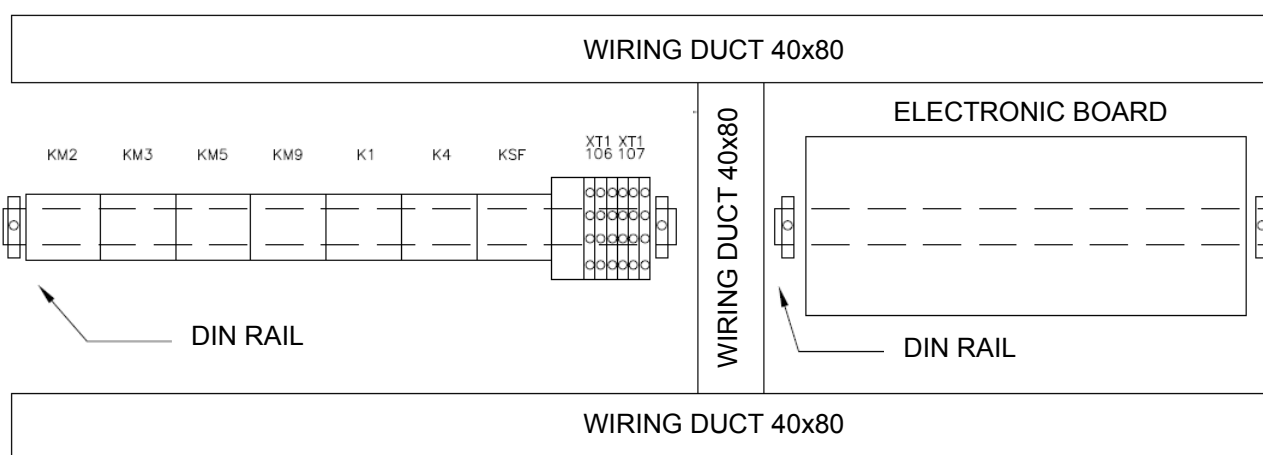 WIRING DUCT 40x80
ELECTRONIC BOARD
KM2 KM3 KM5 KM9 K1 K4 KSF XT1 XT1
106 107
WIRING DUCT 40x80
DIN RAIL
DIN RAIL
WIRING DUCT 40x80